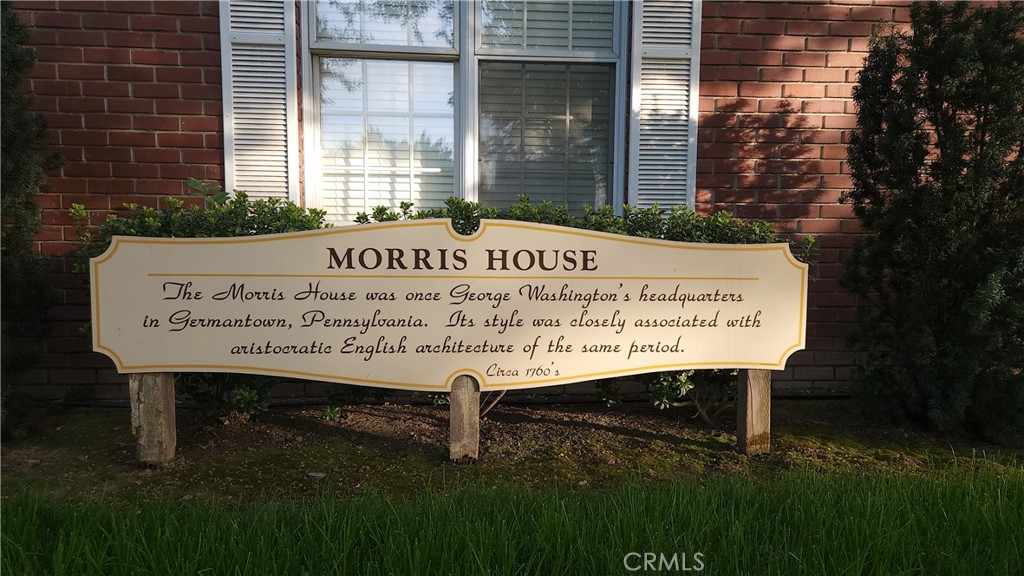 MORRIS HOUSE
The Morris House was once George Washington's headquarters
in Germantown, Pennsylvania. Its style was closely associated with
aristocratic English architecture of the same period.
Circa 1760's
CRMLS